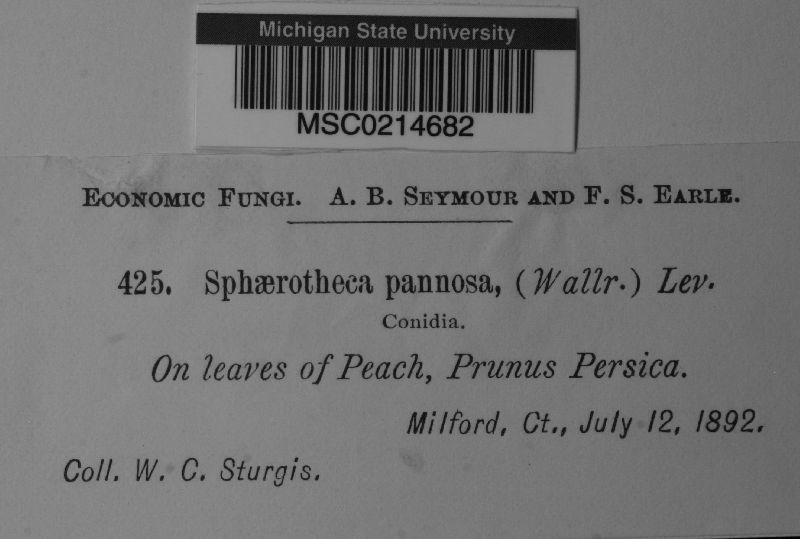 Michigan State University
MSC0214682
Economic Fungi. A. B. Seymour and F. S. Earle.
425. Sphærotheca pannosa, (Wallr.) Lev.
Conidia.
On leaves of Peach, Prunus Persica.
Milford, Ct., July 12, 1892.
Coll. W. C. Sturgis.